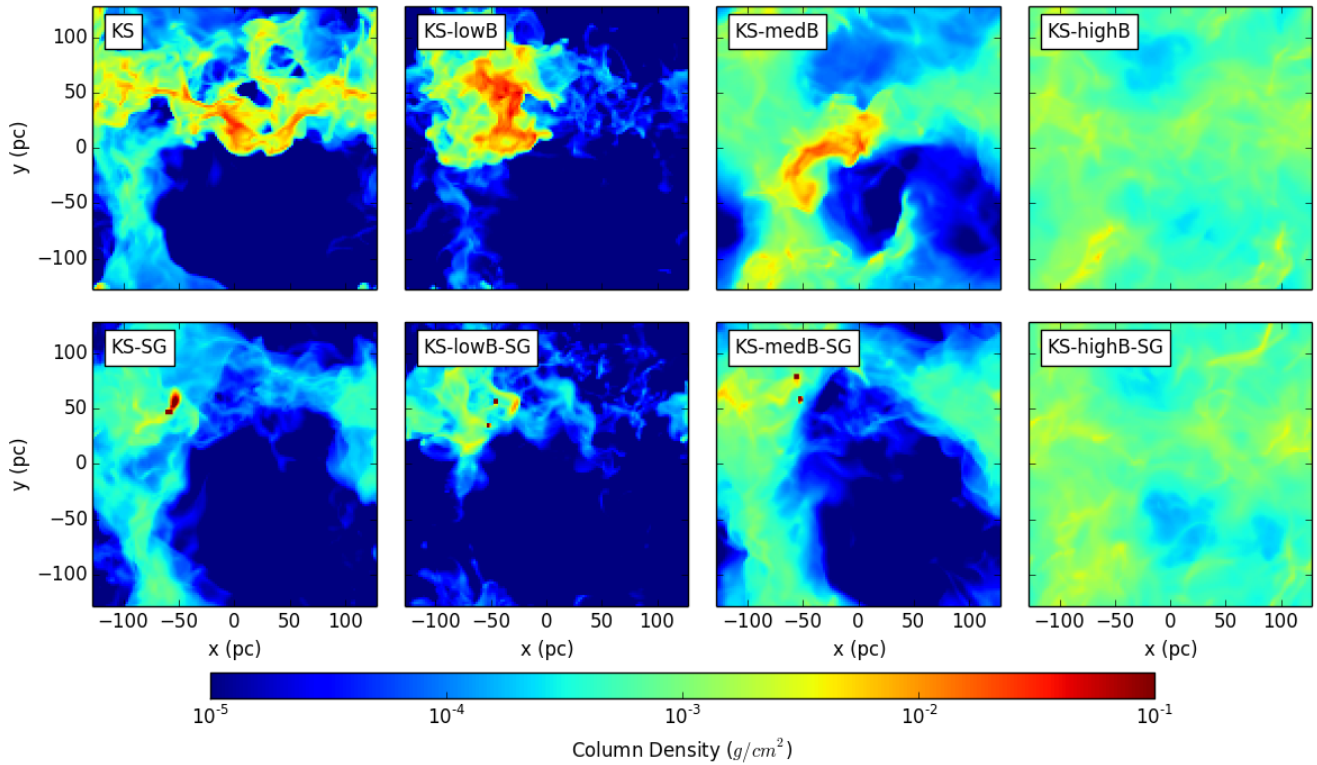 KS KS-lowB KS-medB KS-highB
100
50
0
−50
−100
y (pc)
KS-SG KS-lowB-SG KS-medB-SG KS-highB-SG
100
50
0
−50
−100
y (pc)
−100 −50 0 50 100 −100 −50 0 50 100 −100 −50 0 50 100 −100 −50 0 50 100
x (pc) x (pc) x (pc) x (pc)
10⁻⁵ 10⁻⁴ 10⁻³ 10⁻² 10⁻¹
Column Density (g/cm²)